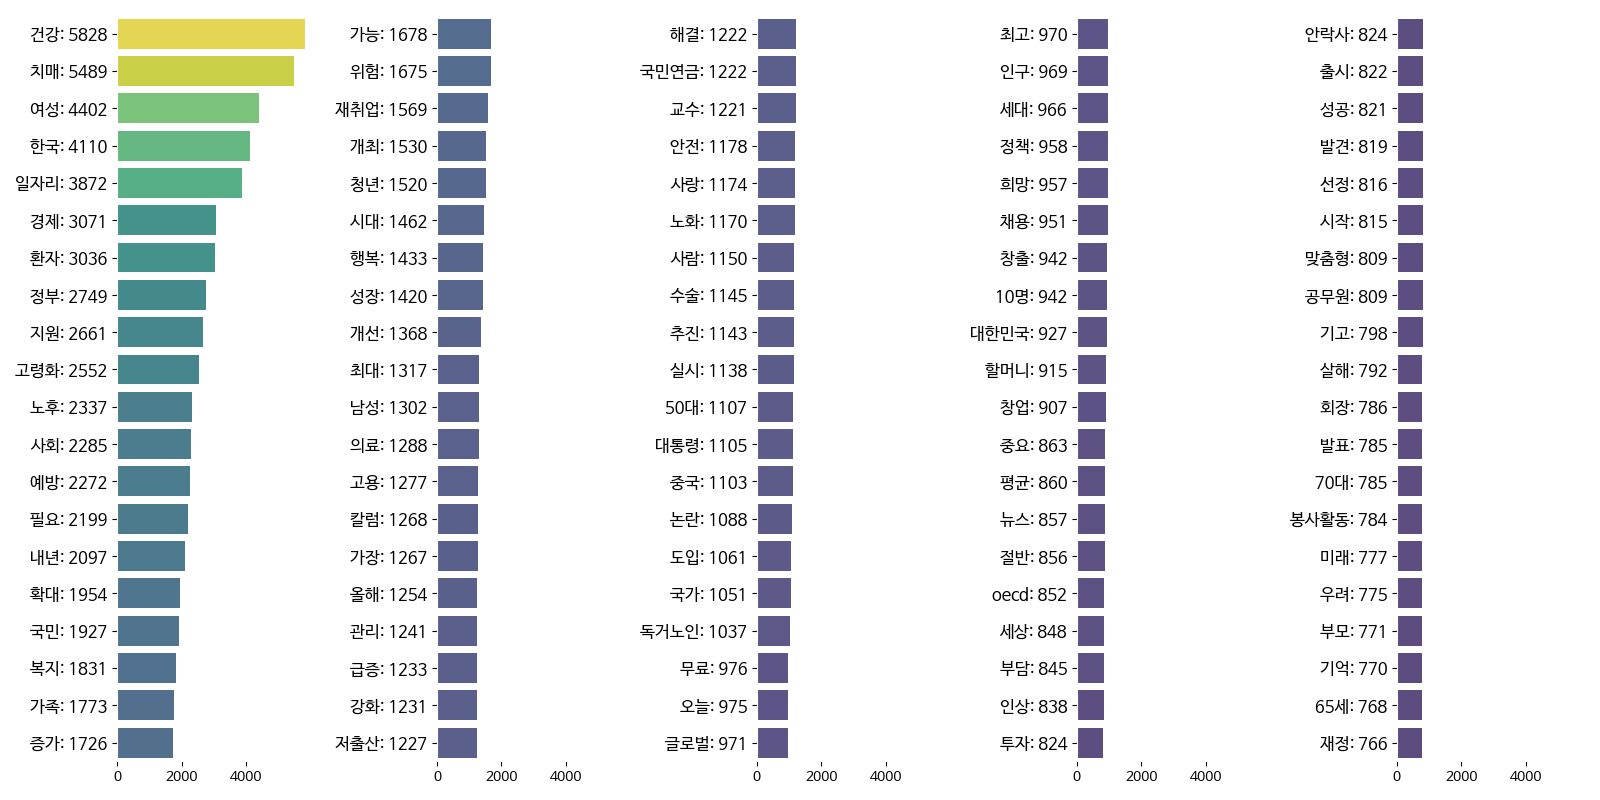 건강: 5828
치매: 5489
여성: 4402
한국: 4110
일자리: 3872
경제: 3071
환자: 3036
정부: 2749
지원: 2661
고령화: 2552
노후: 2337
사회: 2285
예방: 2272
필요: 2199
내년: 2097
확대: 1954
국민: 1927
복지: 1831
가족: 1773
증가: 1726
0 2000 4000
가능: 1678
위험: 1675
재취업: 1569
개최: 1530
청년: 1520
시대: 1462
행복: 1433
성장: 1420
개선: 1368
최대: 1317
남성: 1302
의료: 1288
고용: 1277
칼럼: 1268
가장: 1267
올해: 1254
관리: 1241
급증: 1233
강화: 1231
저출산: 1227
0 2000 4000
해결: 1222
국민연금: 1222
교수: 1221
안전: 1178
사랑: 1174
노화: 1170
사람: 1150
수술: 1145
추진: 1143
실시: 1138
50대: 1107
대통령: 1105
중국: 1103
논란: 1088
도입: 1061
국가: 1051
독거노인: 1037
무료: 976
오늘: 975
글로벌: 971
0 2000 4000
최고: 970
인구: 969
세대: 966
정책: 958
희망: 957
채용: 951
창출: 942
10명: 942
대한민국: 927
할머니: 915
창업: 907
중요: 863
평균: 860
뉴스: 857
절반: 856
oecd: 852
세상: 848
부담: 845
인상: 838
투자: 824
0 2000 4000
안락사: 824
출시: 822
성공: 821
발견: 819
선정: 816
시작: 815
맞춤형: 809
공무원: 809
기고: 798
살해: 792
회장: 786
발표: 785
70대: 785
봉사활동: 784
미래: 777
우려: 775
부모: 771
기억: 770
65세: 768
재정: 766
0 2000 4000